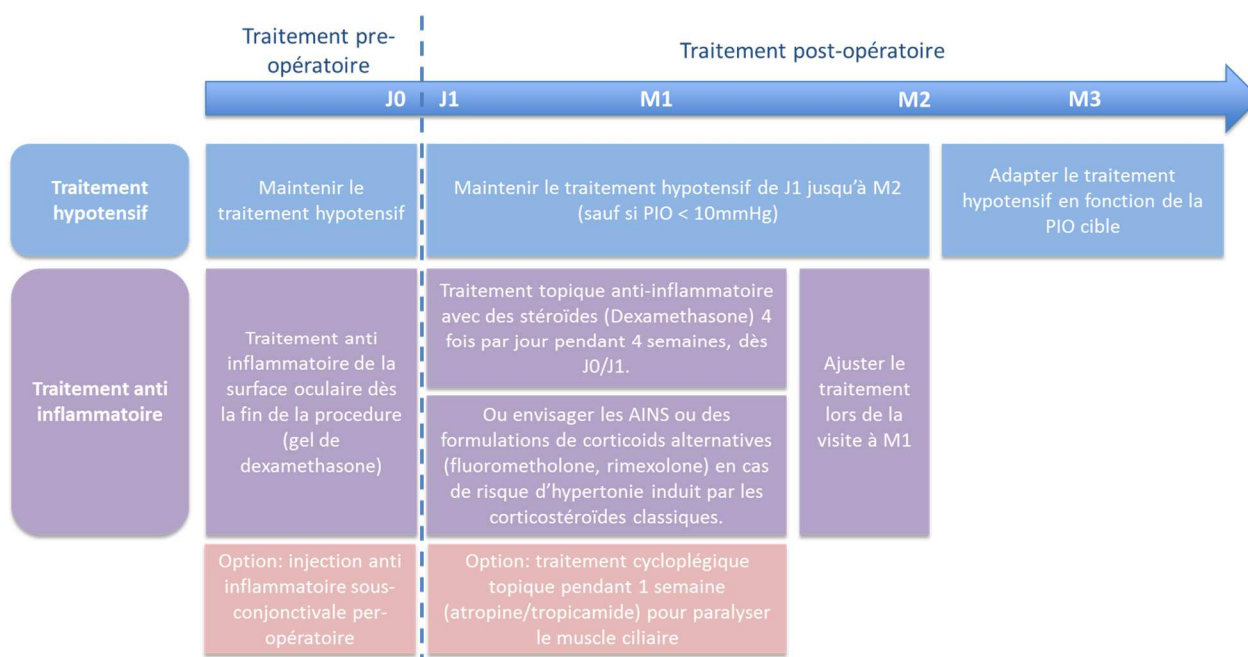 Traitement pre-
opératoire
Traitement post-opératoire
J0
J1
M1
M2
M3
Traitement
hypotensif
Maintenir le
traitement hypotensif
Maintenir le traitement hypotensif de J1 jusqu’à M2
(sauf si PIO < 10mmHg)
Adapter le traitement
hypotensif en fonction de la
PIO cible
Traitement anti
inflammatoire
Traitement anti
inflammatoire de la
surface oculaire dès
la fin de la procedure
(gel de
dexamethasone)
Traitement topique anti-inflammatoire
avec des stéroïdes (Dexamethasone) 4
fois par jour pendant 4 semaines, dès
J0/J1.
Ou envisager les AINS ou des
formulations de corticoids alternatives
(fluorometholone, rimexolone) en cas
de risque d’hypertonie induit par les
corticostéroïdes classiques.
Ajuster le
traitement
lors de la
visite à M1
Option: injection anti
inflammatoire sous-
conjonctivale per-
opératoire
Option: traitement cycloplégique
topique pendant 1 semaine
(atropine/tropicamide) pour paralyser
le muscle ciliaire